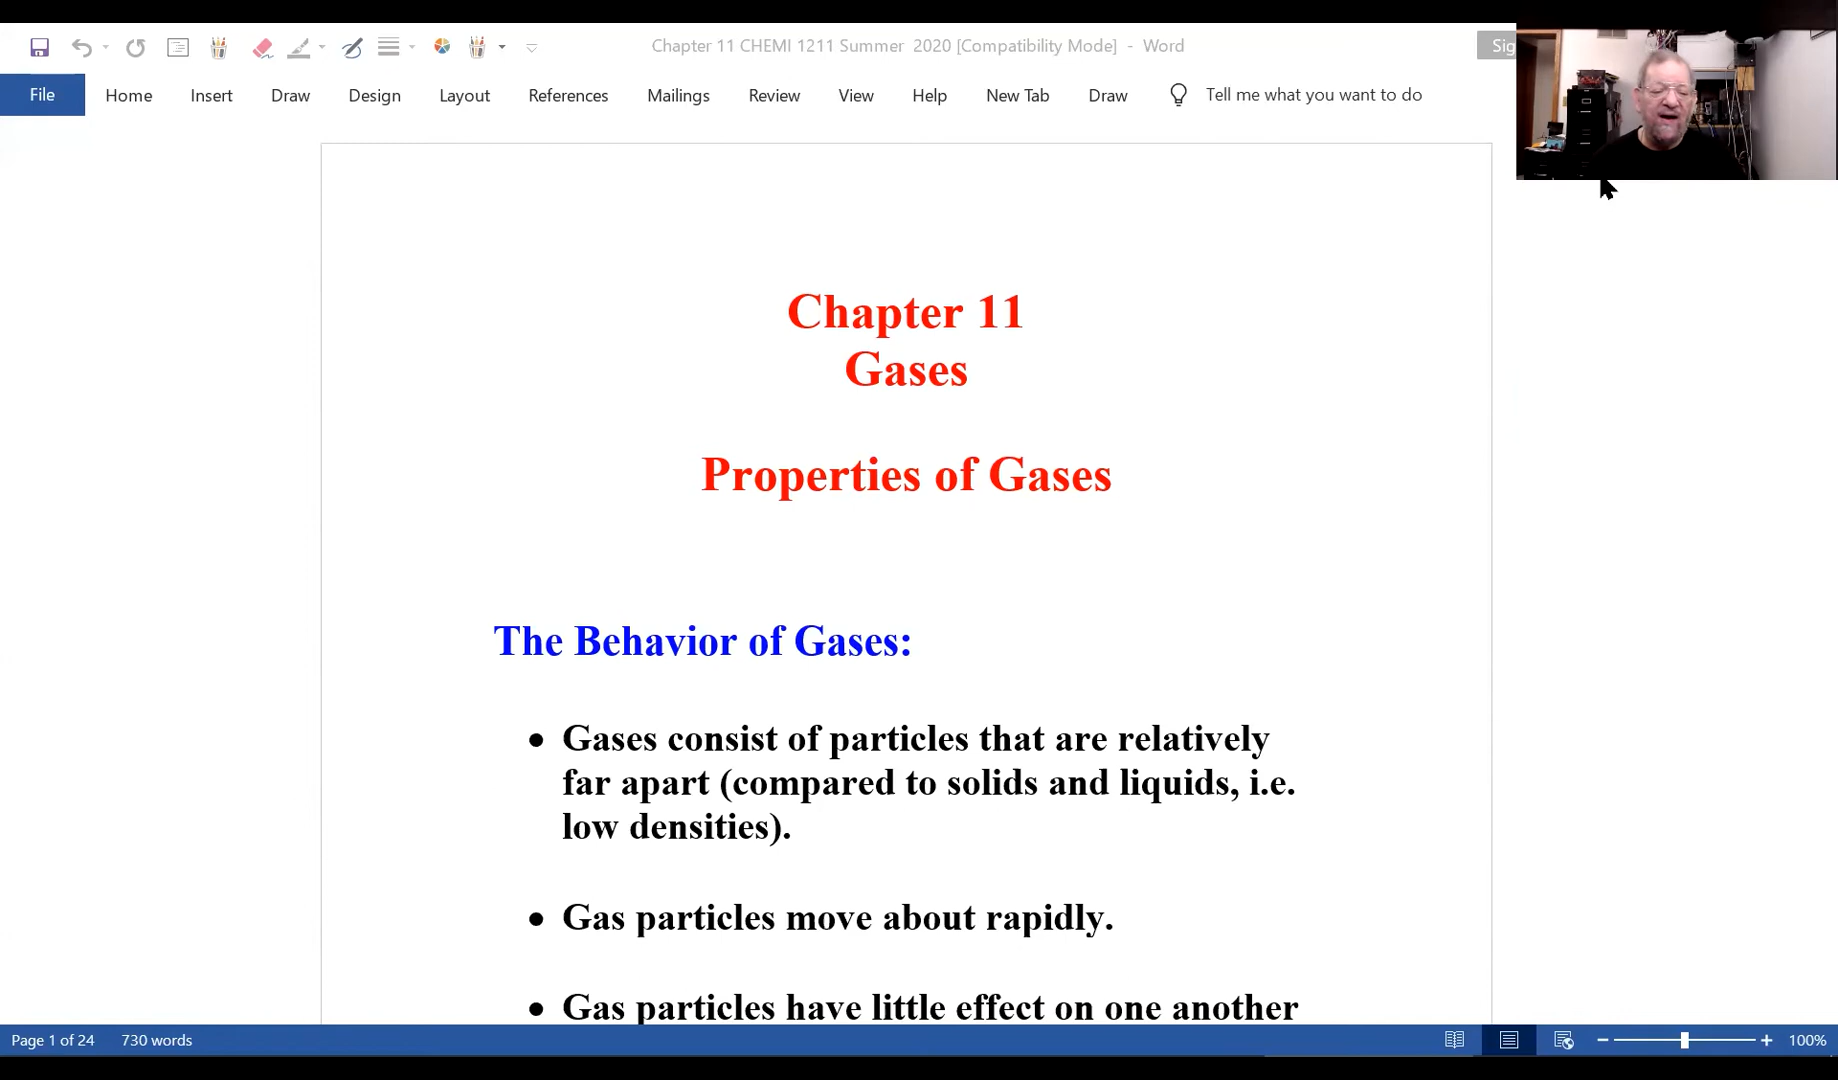 Chapter 11 CHEMI 1211 Summer 2020 [Compatibility Mode] - Word
Sig
File Home Insert Draw Design Layout References Mailings Review View Help New Tab Draw Tell me what you want to do
Chapter 11
Gases
Properties of Gases
The Behavior of Gases:
• Gases consist of particles that are relatively
far apart (compared to solids and liquids, i.e.
low densities).
• Gas particles move about rapidly.
• Gas particles have little effect on one another
Page 1 of 24 730 words 100%